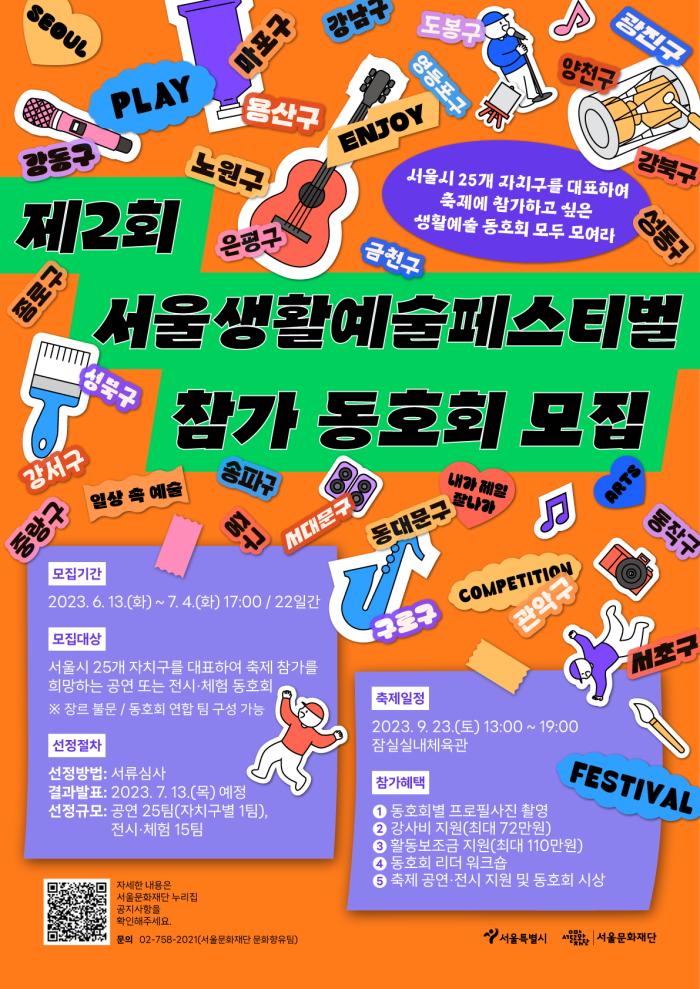 SEOUL
PLAY
마포구
강남구
도봉구
광진구
영등포구
양천구
용산구
ENJOY
강동구
노원구
강북구
서울시 25개 자치구를 대표하여
축제에 참가하고 싶은
생활예술 동호회 모두 모여라
성동구
은평구
금천구
제2회
종로구
서울생활예술페스티벌
성북구
참가 동호회 모집
강서구
일상 속 예술
송파구
내가 제일
잘나가
ARTS
중랑구
중구
서대문구
동대문구
동작구
COMPETITION
관악구
구로구
서초구
모집기간
2023. 6. 13.(화) ~ 7. 4.(화) 17:00 / 22일간
모집대상
서울시 25개 자치구를 대표하여 축제 참가를
희망하는 공연 또는 전시·체험 동호회
※ 장르 불문 / 동호회 연합 팀 구성 가능
선정절차
선정방법: 서류심사
결과발표: 2023. 7. 13.(목) 예정
선정규모: 공연 25팀(자치구별 1팀),
전시·체험 15팀
축제일정
2023. 9. 23.(토) 13:00 ~ 19:00
잠실실내체육관
FESTIVAL
참가혜택
1 동호회별 프로필사진 촬영
2 강사비 지원(최대 72만원)
3 활동보조금 지원(최대 110만원)
4 동호회 리더 워크숍
5 축제 공연·전시 지원 및 동호회 시상
자세한 내용은
서울문화재단 누리집
공지사항을
확인해주세요.
문의 02-758-2021(서울문화재단 문화향유팀)
서울특별시
서울문화재단